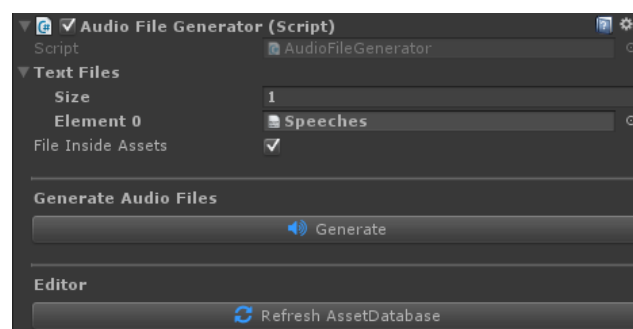 Audio File Generator (Script)
Script AudioFileGenerator
Text Files
Size 1
Element 0 Speeches
File Inside Assets
Generate Audio Files
Generate
Editor
Refresh AssetDatabase